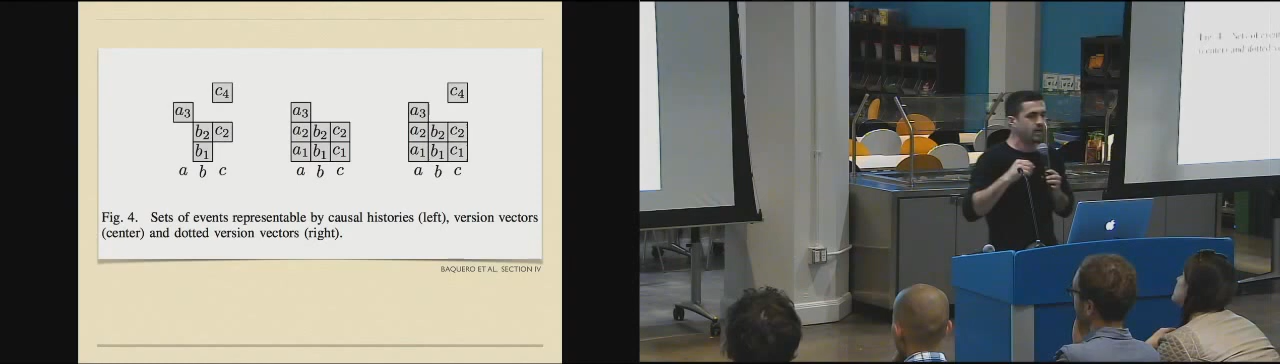 c4
a3
b2 c2
b1
a b c
a3
a2 b2 c2
a1 b1 c1
a b c
c4
a3
a2 b2 c2
a1 b1 c1
a b c
Fig. 4. Sets of events representable by causal histories (left), version vectors
(center) and dotted version vectors (right).
BAQUERO ET AL. SECTION IV